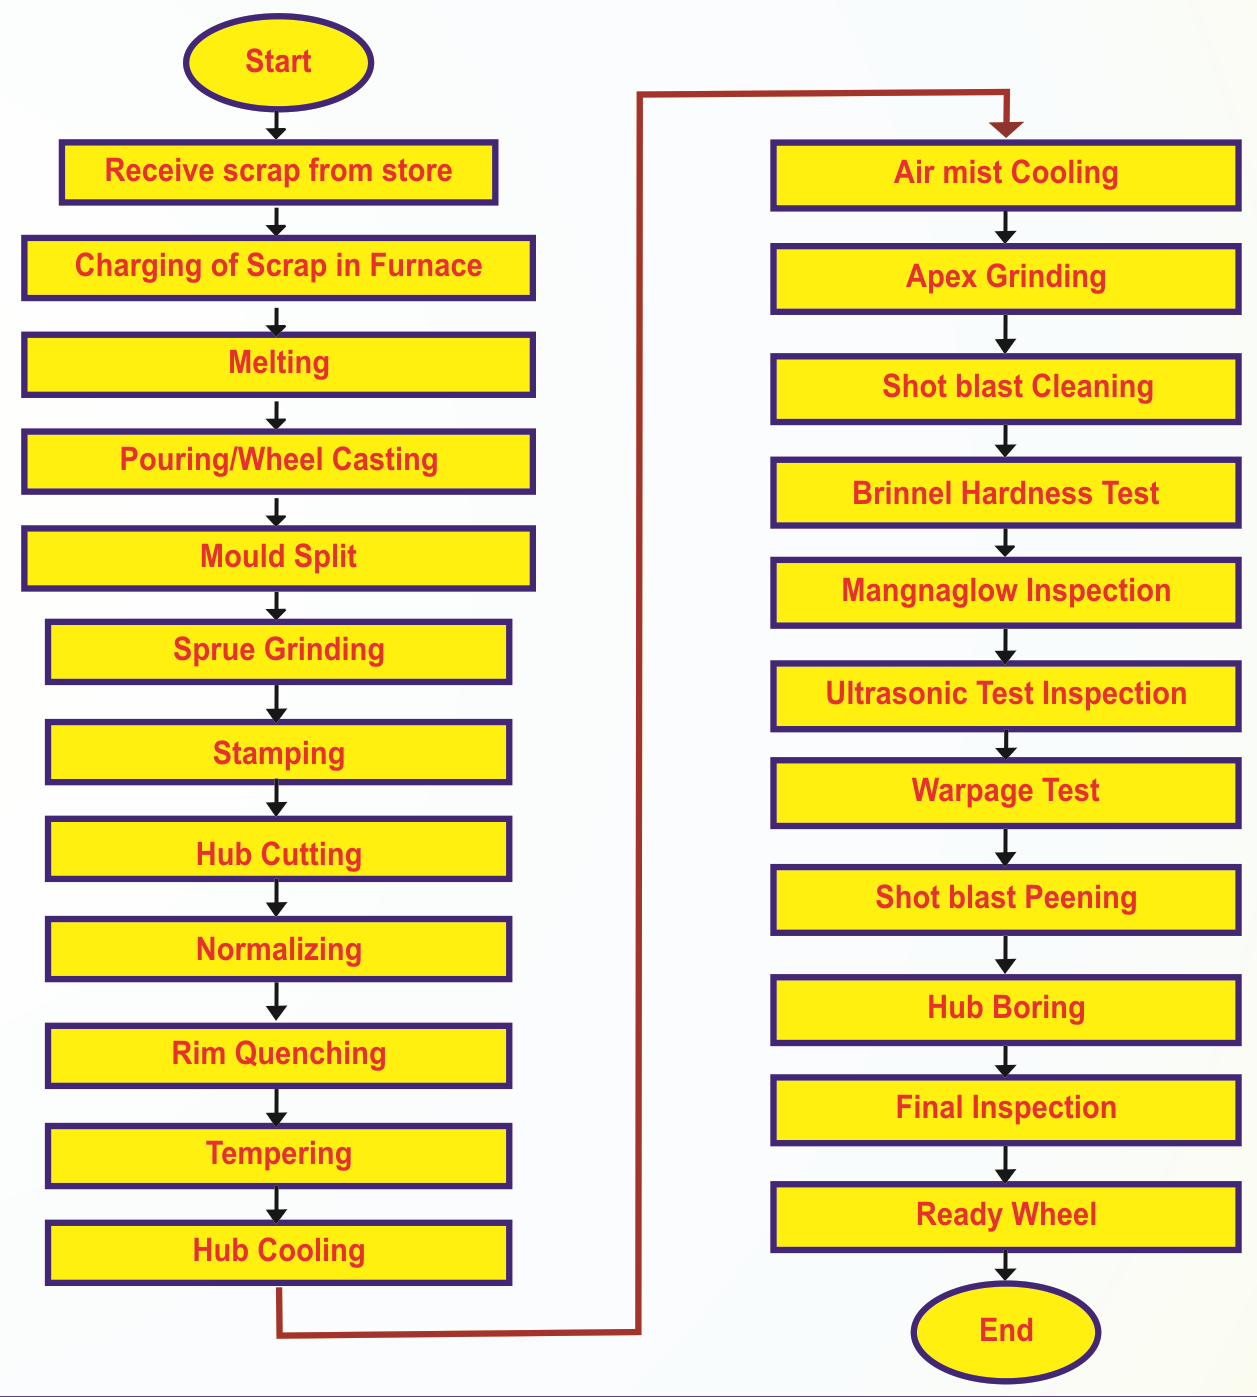 Start
Receive scrap from store
Charging of Scrap in Furnace
Melting
Pouring/Wheel Casting
Mould Split
Sprue Grinding
Stamping
Hub Cutting
Normalizing
Rim Quenching
Tempering
Hub Cooling
Air mist Cooling
Apex Grinding
Shot blast Cleaning
Brinnel Hardness Test
Mangnaglow Inspection
Ultrasonic Test Inspection
Warpage Test
Shot blast Peening
Hub Boring
Final Inspection
Ready Wheel
End